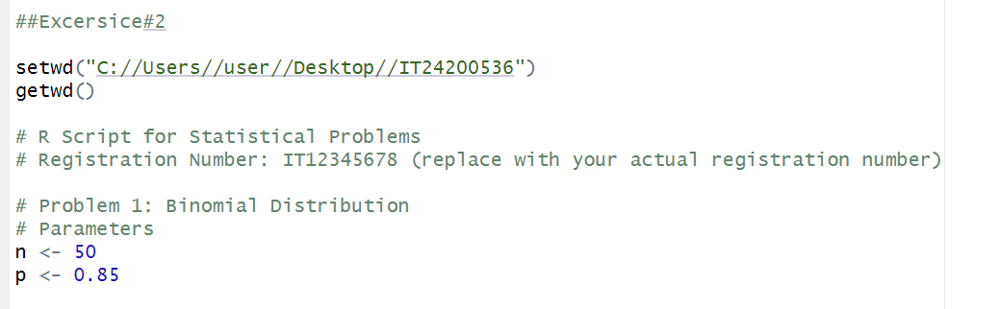 ##Excersice#2
setwd("C://Users//user//Desktop//IT24200536")
getwd()
# R Script for Statistical Problems
# Registration Number: IT12345678 (replace with your actual registration number)
# Problem 1: Binomial Distribution
# Parameters
n <- 50
p <- 0.85